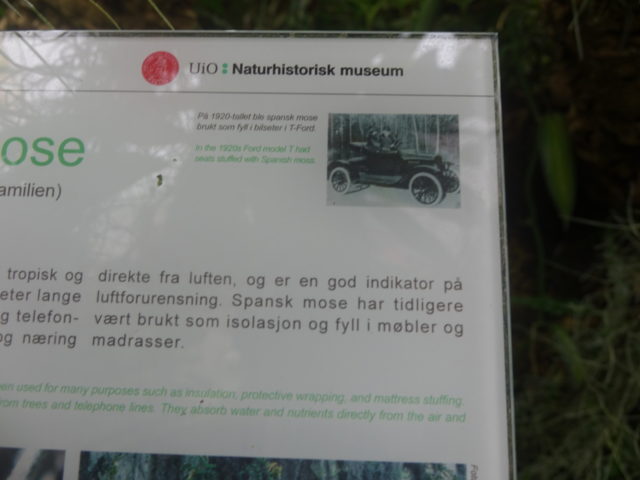 UiO : Naturhistorisk museum
På 1920-tallet ble spansk mose
brukt som fyll i bilseter i T-Ford.
In the 1920s Ford model T had
seats stuffed with Spanish moss.
ose
amilien)
tropisk og
eter lange
g telefon-
og næring
direkte fra luften, og er en god indikator på
luftforurensning. Spansk mose har tidligere
vært brukt som isolasjon og fyll i møbler og
madrasser.
en used for many purposes such as insulation, protective wrapping, and mattress stuffing.
rom trees and telephone lines. They absorb water and nutrients directly from the air and